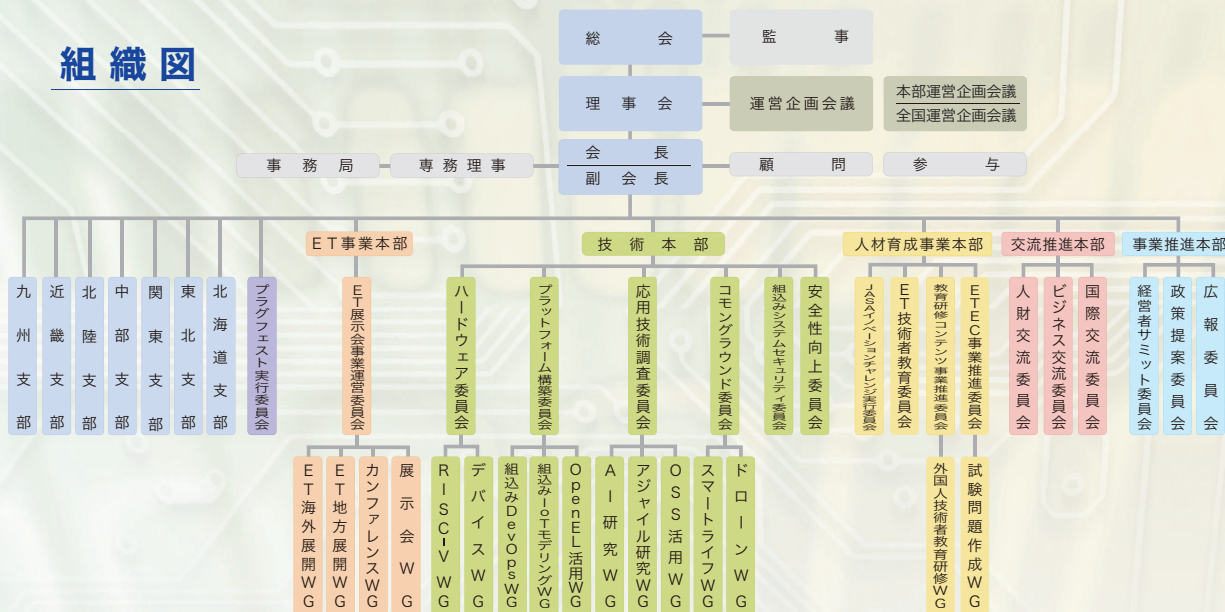 組織図
総会
監事
理事会
運営企画会議
本部運営企画会議
全国運営企画会議
事務局
専務理事
会長
副会長
顧問
参与
ET事業本部
技術本部
人材育成事業本部
交流推進本部
事業推進本部
九州支部
近畿支部
北陸支部
中部支部
関東支部
東北支部
北海道支部
プラグフェスト実行委員会
ET展示会事業運営委員会
ハードウェア委員会
プラットフォーム構築委員会
応用技術調査委員会
コモングラウンド委員会
組込みシステムセキュリティ委員会
安全性向上委員会
JASAイノベーションチャレンジ実行委員会
ET技術者教育委員会
教育研修コンテンツ事業推進委員会
ETEC事業推進委員会
人財交流委員会
ビジネス交流委員会
国際交流委員会
経営者サミット委員会
政策提案委員会
広報委員会
ET海外展開WG
ET地方展開WG
カンファレンスWG
展示会WG
RISC-V WG
デバイスWG
組込みDevOpsWG
組込みIoTモデリングWG
OpenEL活用WG
AI研究WG
アジャイル研究WG
OSS活用WG
スマートライフWG
ドローンWG
外国人技術者教育研修WG
試験問題作成WG